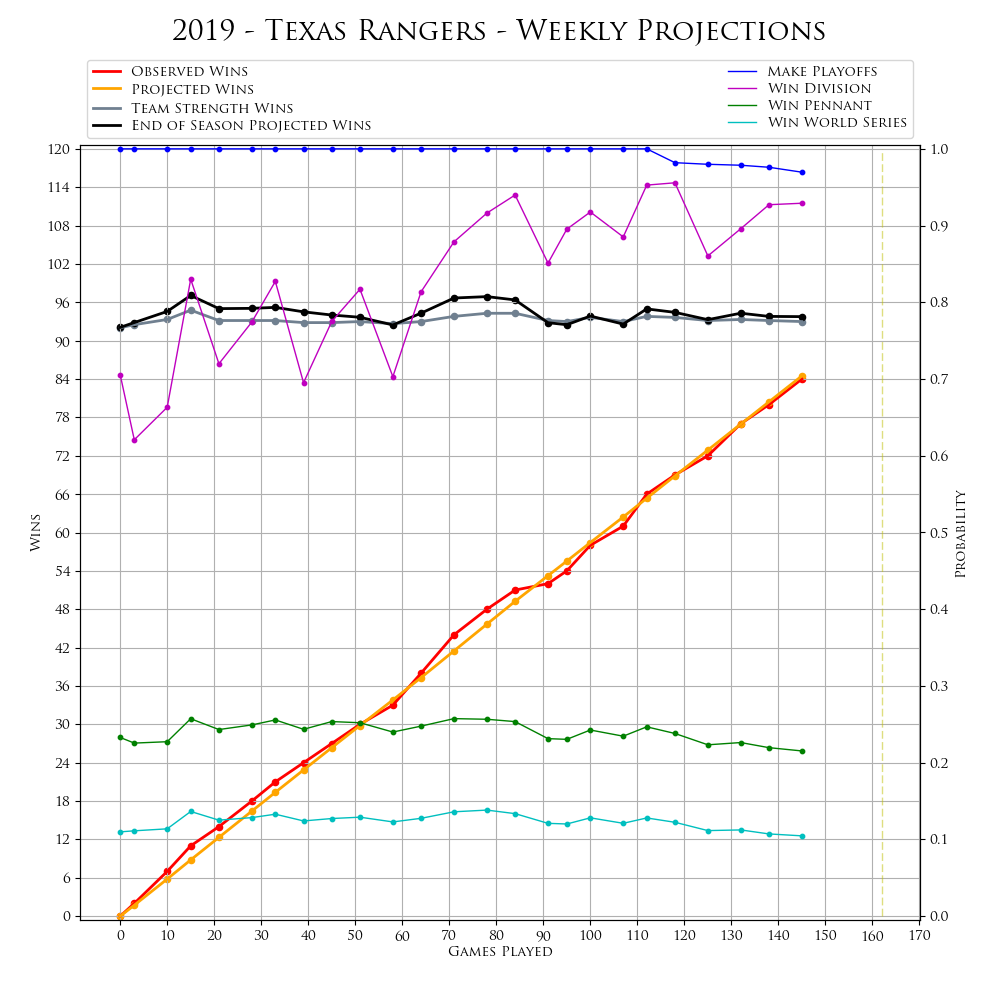 2019 - Texas Rangers - Weekly Projections
Observed Wins
Projected Wins
Team Strength Wins
End of Season Projected Wins
Make Playoffs
Win Division
Win Pennant
Win World Series
120
114
108
102
96
90
84
78
72
66
60
54
48
42
36
30
24
18
12
6
0
Wins
1.0
0.9
0.8
0.7
0.6
0.5
0.4
0.3
0.2
0.1
0.0
Probability
0 10 20 30 40 50 60 70 80 90 100 110 120 130 140 150 160 170
Games Played